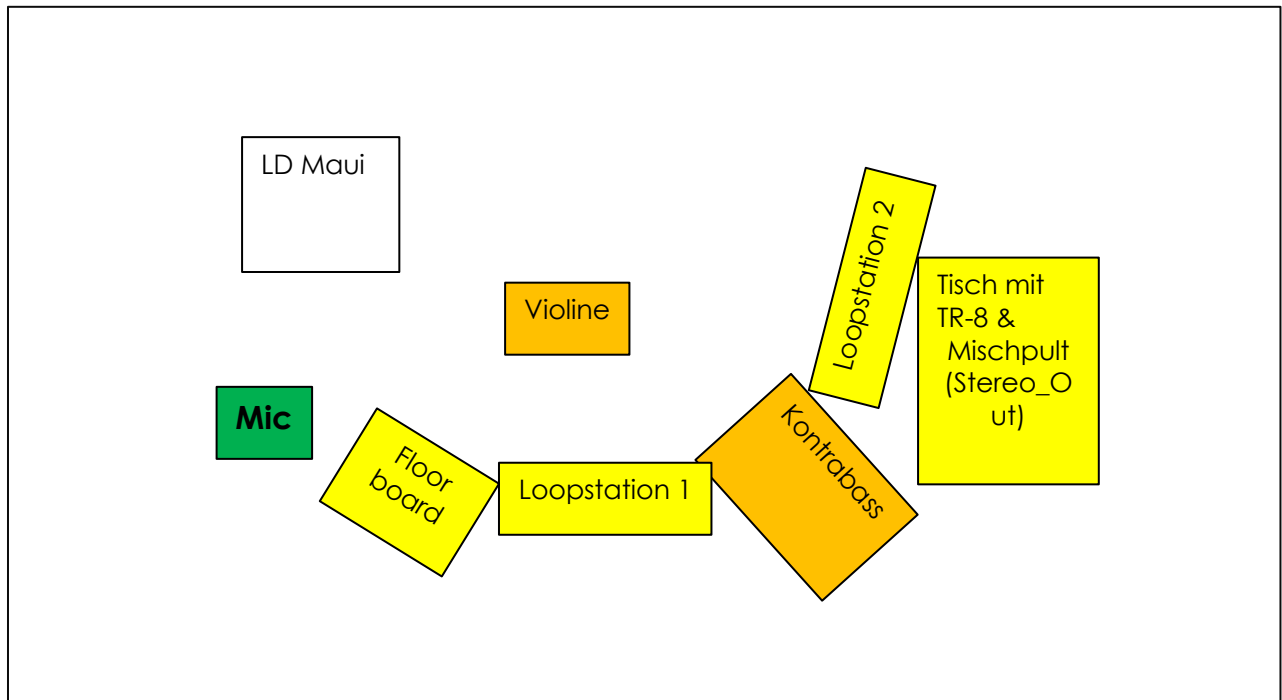 LD Maui
Loopstation 2
Tisch mit
TR-8 &
Mischpult
(Stereo_O
ut)
Violine
Mic
Floor
board
Loopstation 1
Kontrabass